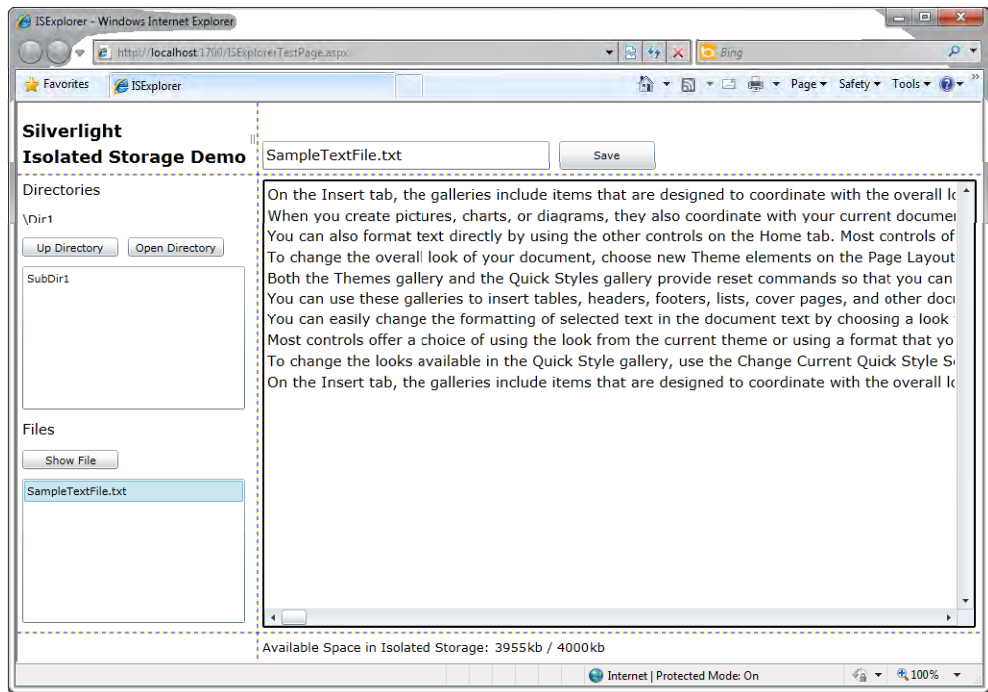 ISExplorer - Windows Internet Explorer
http://localhost:1700/ISExplorerTestPage.aspx
Bing
Favorites
ISExplorer
Page
Safety
Tools
Silverlight
Isolated Storage Demo
SampleTextFile.txt
Save
Directories
\Dir1
Up Directory
Open Directory
SubDir1
Files
Show File
SampleTextFile.txt
On the Insert tab, the galleries include items that are designed to coordinate with the overall lo
When you create pictures, charts, or diagrams, they also coordinate with your current documen
You can also format text directly by using the other controls on the Home tab. Most controls of
To change the overall look of your document, choose new Theme elements on the Page Layout
Both the Themes gallery and the Quick Styles gallery provide reset commands so that you can
You can use these galleries to insert tables, headers, footers, lists, cover pages, and other docu
You can easily change the formatting of selected text in the document text by choosing a look
Most controls offer a choice of using the look from the current theme or using a format that yo
To change the looks available in the Quick Style gallery, use the Change Current Quick Style Se
On the Insert tab, the galleries include items that are designed to coordinate with the overall lo
Available Space in Isolated Storage: 3955kb / 4000kb
Internet | Protected Mode: On
100%